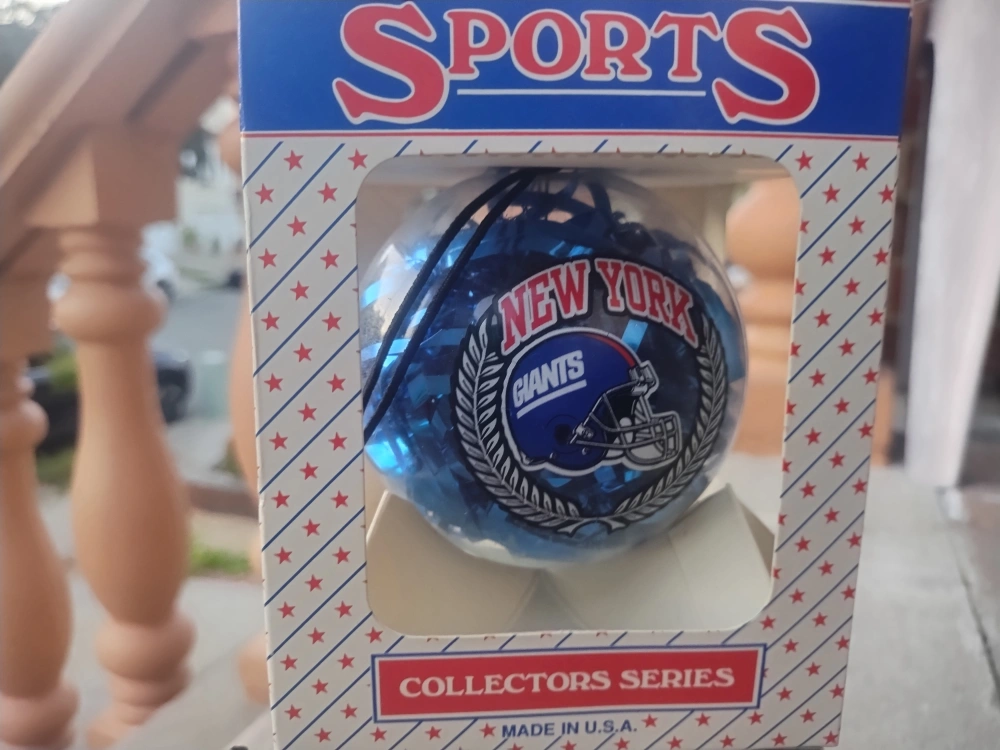 SPORTS
NEW YORK
GIANTS
COLLECTORS SERIES
MADE IN U.S.A.